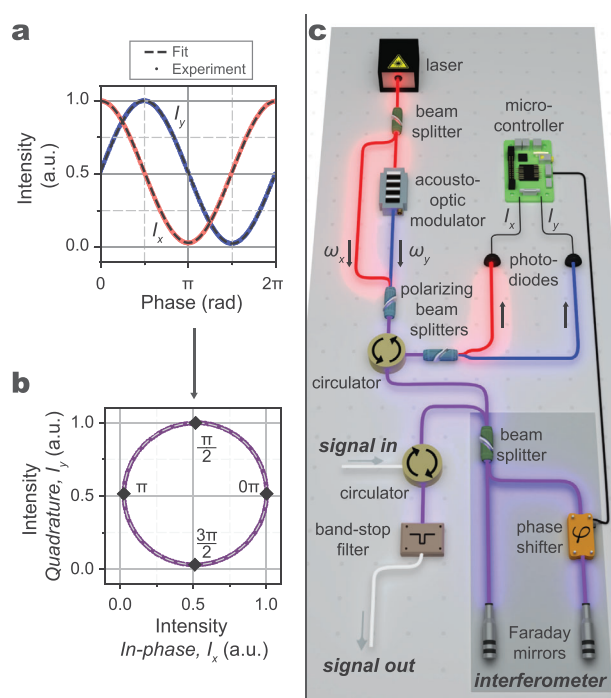 a
Fit
Experiment
1.0
0.5
0.0
Intensity
(a.u.)
I_y
I_x
0
π
2π
Phase (rad)
b
1.0
0.5
0.0
Intensity
Quadrature, I_y (a.u.)
π/2
π
0π
3π/2
0.0
0.5
1.0
Intensity
In-phase, I_x (a.u.)
c
laser
beam
splitter
micro-
controller
acousto-
optic
modulator
I_x
I_y
ω_x
ω_y
photo-
diodes
polarizing
beam
splitters
circulator
signal in
circulator
beam
splitter
band-stop
filter
phase
shifter
φ
Faraday
mirrors
signal out
interferometer